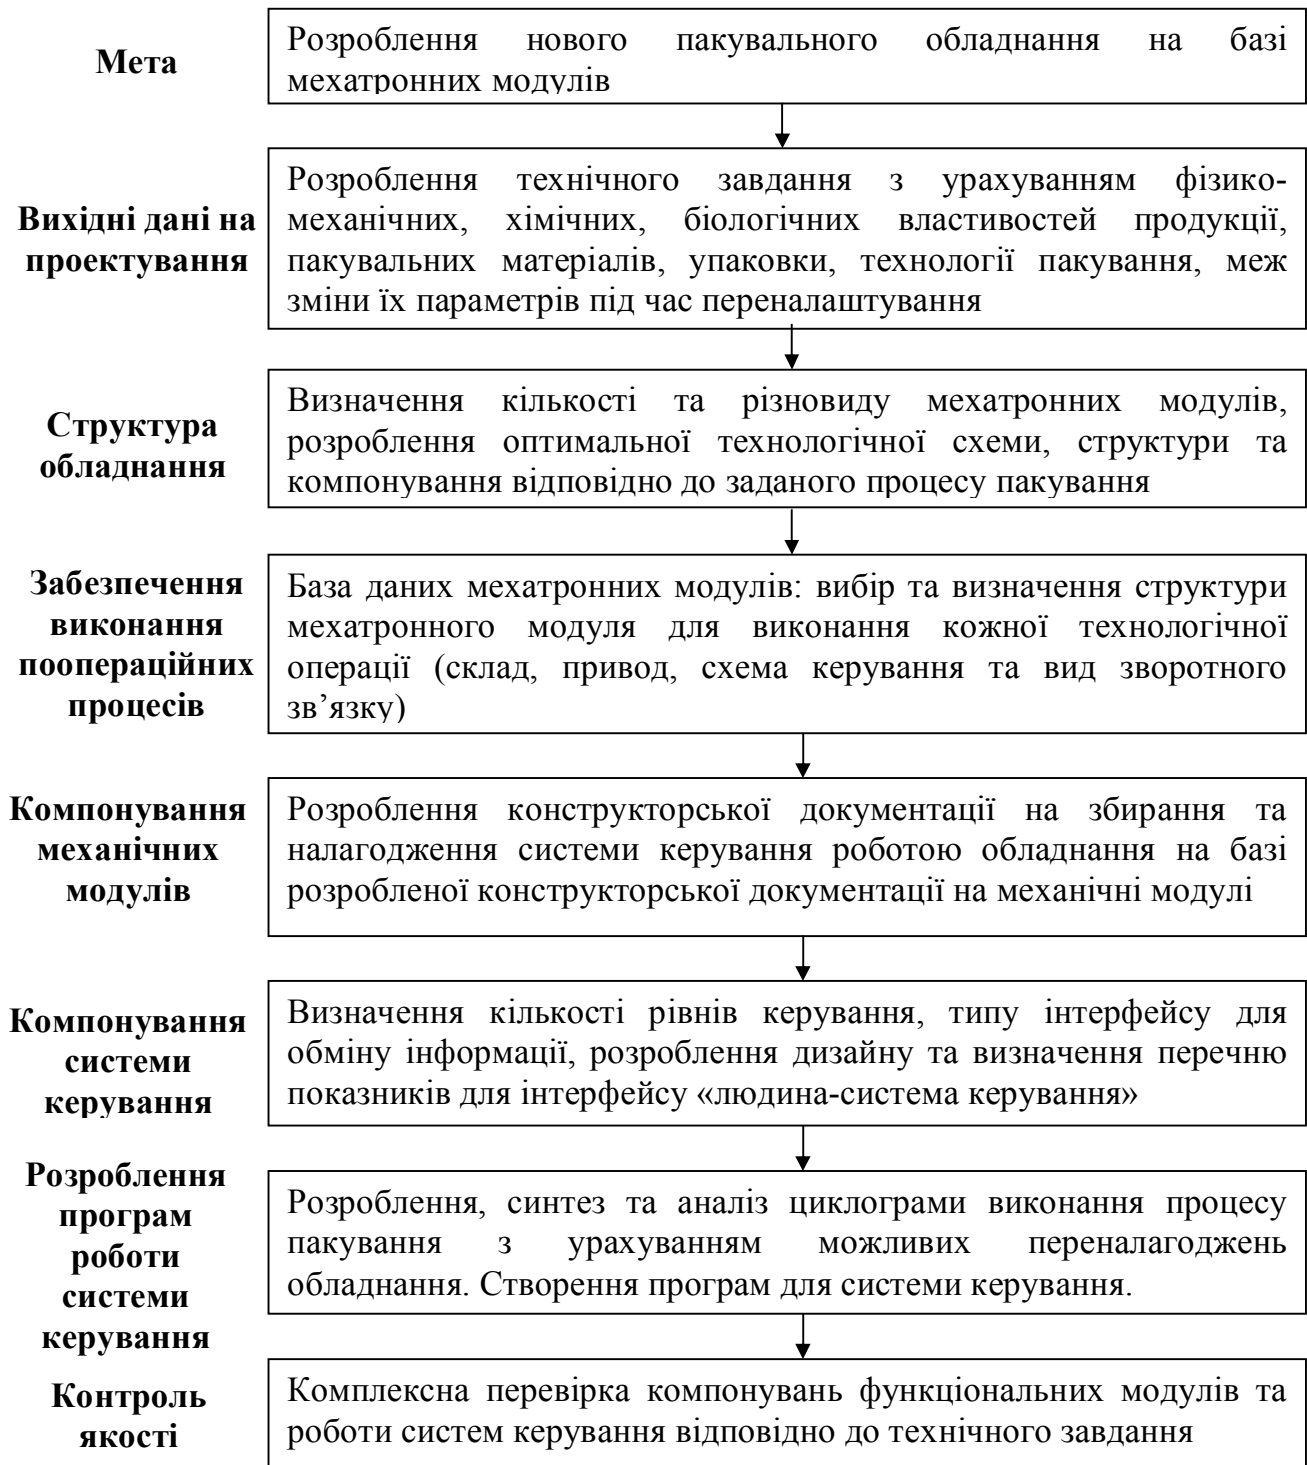 Мета
Розроблення нового пакувального обладнання на базі
мехатронних модулів
Вихідні дані на
проектування
Розроблення технічного завдання з урахуванням фізико-
механічних, хімічних, біологічних властивостей продукції,
пакувальних матеріалів, упаковки, технології пакування, меж
зміни їх параметрів під час переналаштування
Структура
обладнання
Визначення кількості та різновиду мехатронних модулів,
розроблення оптимальної технологічної схеми, структури та
компонування відповідно до заданого процесу пакування
Забезпечення
виконання
поопераційних
процесів
База даних мехатронних модулів: вибір та визначення структури
мехатронного модуля для виконання кожної технологічної
операції (склад, привод, схема керування та вид зворотного
зв’язку)
Компонування
механічних
модулів
Розроблення конструкторської документації на збирання та
налагодження системи керування роботою обладнання на базі
розробленої конструкторської документації на механічні модулі
Компонування
системи
керування
Визначення кількості рівнів керування, типу інтерфейсу для
обміну інформації, розроблення дизайну та визначення перечню
показників для інтерфейсу «людина-система керування»
Розроблення
програм
роботи
системи
керування
Розроблення, синтез та аналіз циклограми виконання процесу
пакування з урахуванням можливих переналагоджень
обладнання. Створення програм для системи керування.
Контроль
якості
Комплексна перевірка компонувань функціональних модулів та
роботи систем керування відповідно до технічного завдання